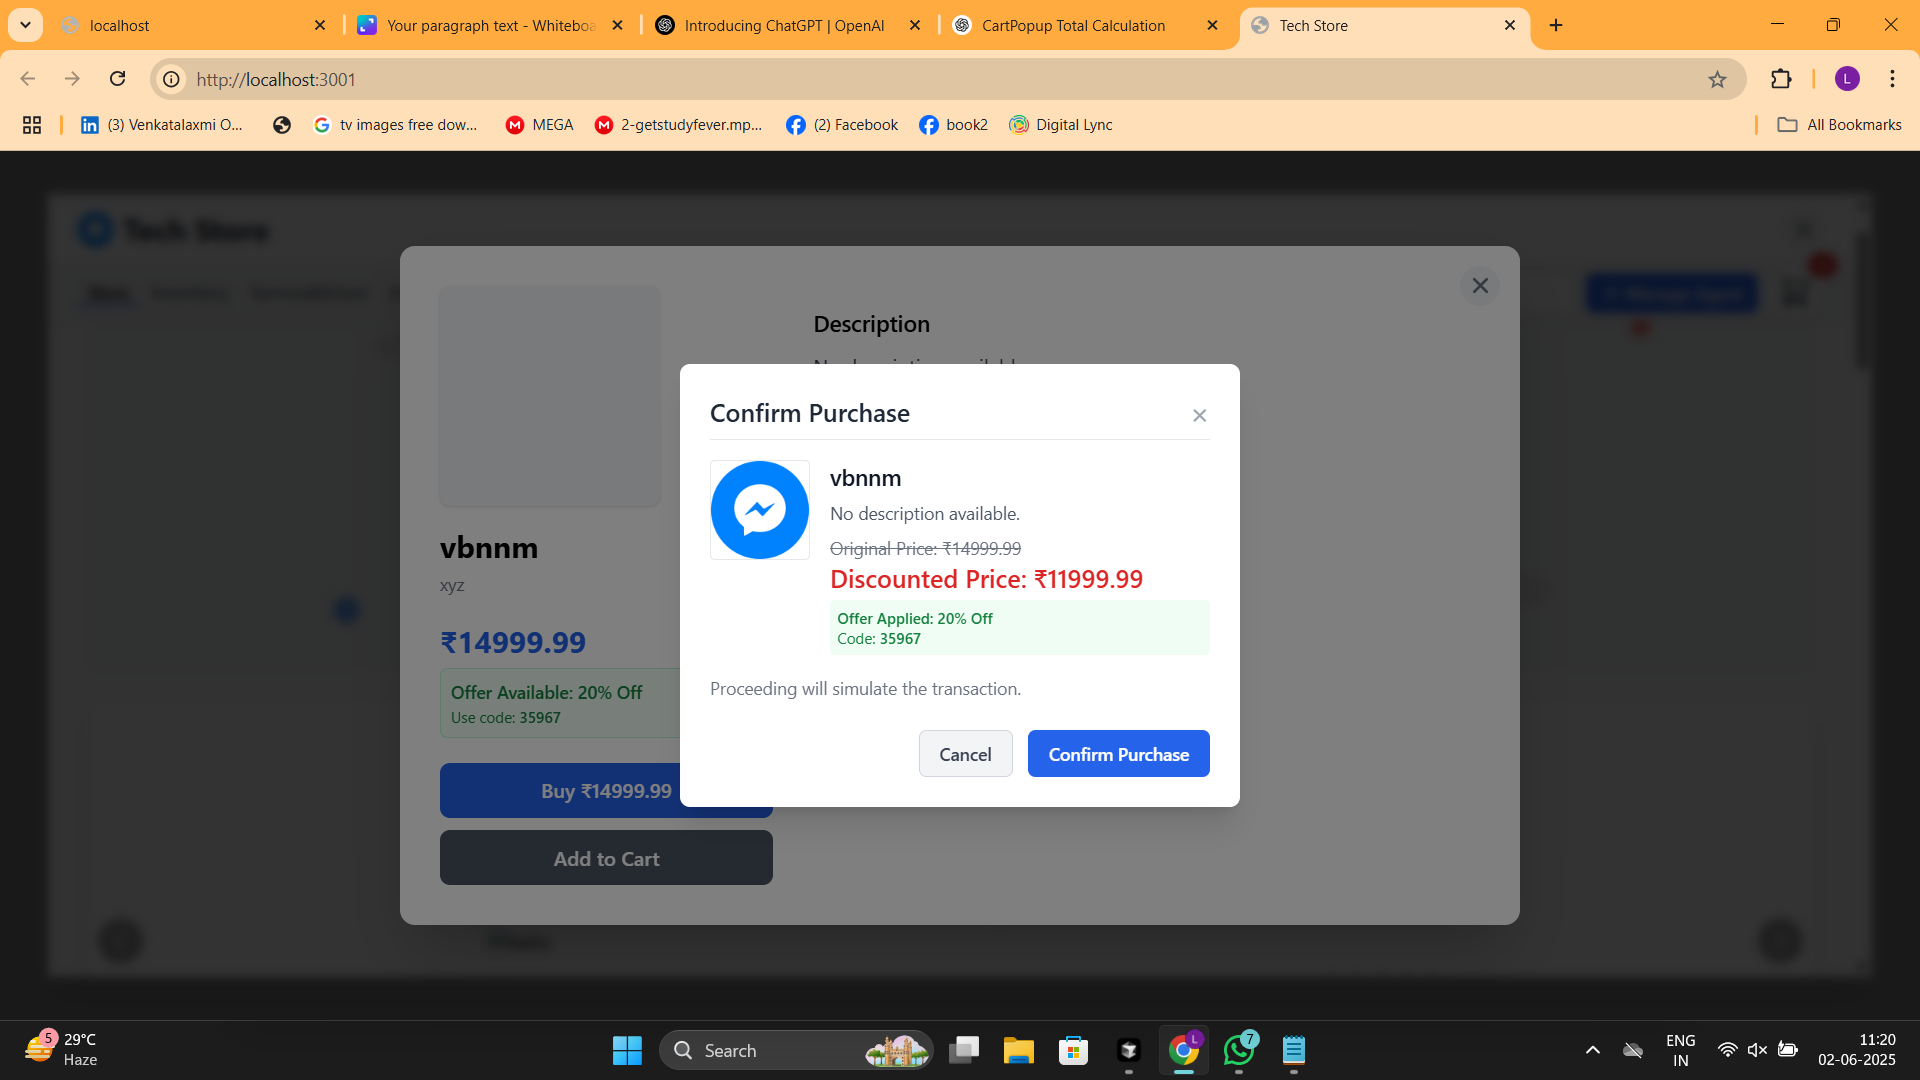 localhost
Your paragraph text - Whiteboa
Introducing ChatGPT | OpenAI
CartPopup Total Calculation
Tech Store
http://localhost:3001
L
(3) Venkatalaxmi O...
tv images free dow...
MEGA
2-getstudyfever.mp...
(2) Facebook
book2
Digital Lync
All Bookmarks
Tech Store
Description
Confirm Purchase
vbnnm
No description available.
Original Price: ₹14999.99
Discounted Price: ₹11999.99
Offer Applied: 20% Off
Code: 35967
Proceeding will simulate the transaction.
Cancel
Confirm Purchase
vbnnm
xyz
₹14999.99
Offer Available: 20% Off
Use code: 35967
Buy ₹14999.99
Add to Cart
5
29°C
Haze
Search
L
7
ENG
IN
11:20
02-06-2025